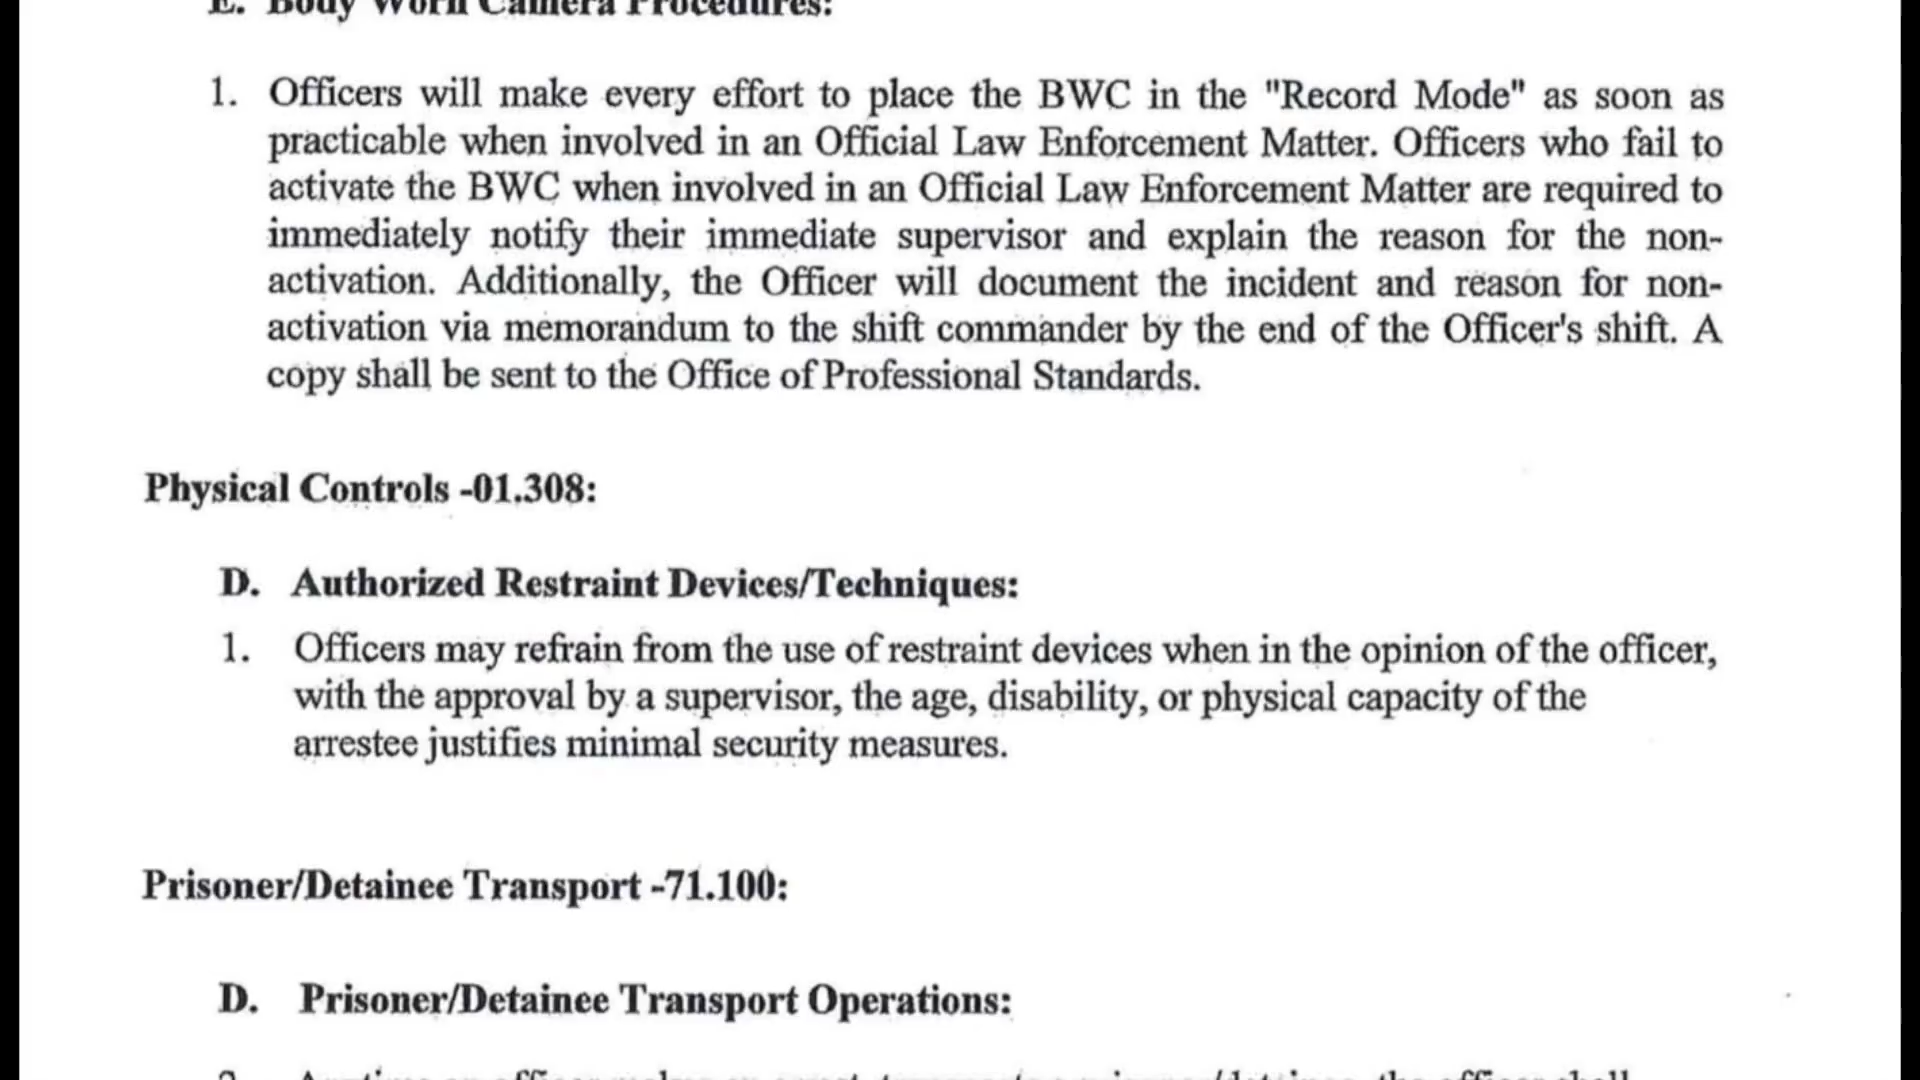 E. Body Worn Camera Procedures:
1. Officers will make every effort to place the BWC in the "Record Mode" as soon as
practicable when involved in an Official Law Enforcement Matter. Officers who fail to
activate the BWC when involved in an Official Law Enforcement Matter are required to
immediately notify their immediate supervisor and explain the reason for the non-
activation. Additionally, the Officer will document the incident and reason for non-
activation via memorandum to the shift commander by the end of the Officer's shift. A
copy shall be sent to the Office of Professional Standards.
Physical Controls -01.308:
D. Authorized Restraint Devices/Techniques:
1. Officers may refrain from the use of restraint devices when in the opinion of the officer,
with the approval by a supervisor, the age, disability, or physical capacity of the
arrestee justifies minimal security measures.
Prisoner/Detainee Transport -71.100:
D. Prisoner/Detainee Transport Operations: